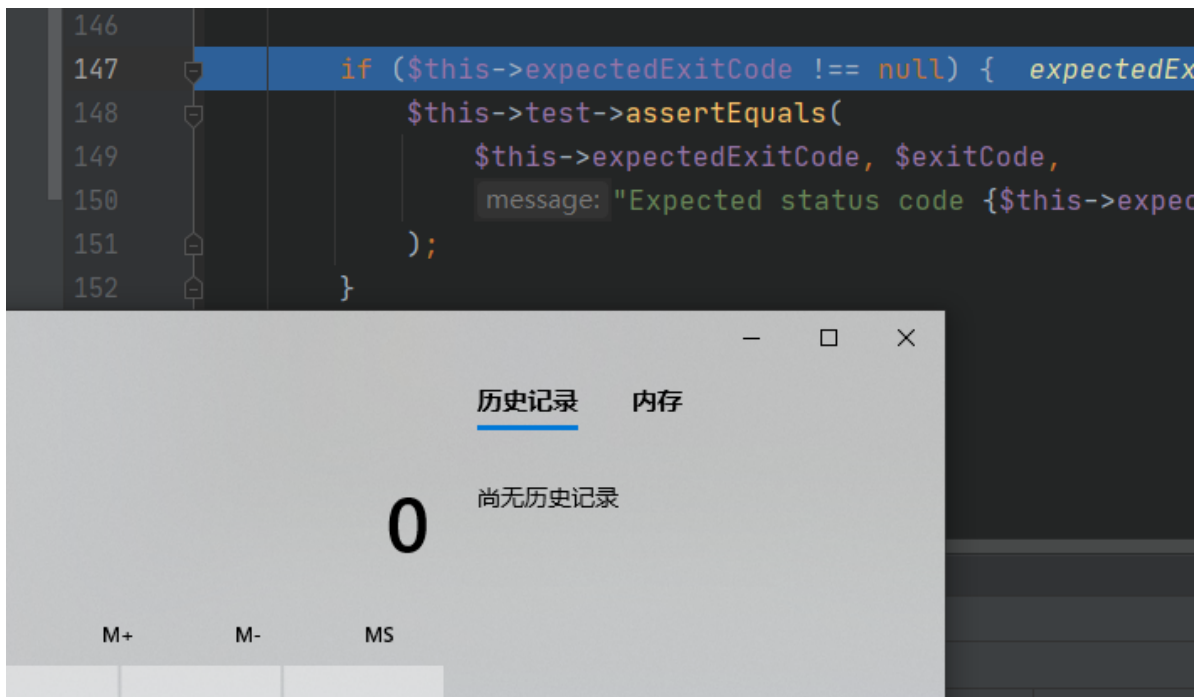 146
147 if ($this->expectedExitCode !== null) { expectedEx
148 $this->test->assertEquals(
149 $this->expectedExitCode, $exitCode,
150 message: "Expected status code {$this->expec
151 );
152 }
历史记录 内存
尚无历史记录
0
M+ M- MS